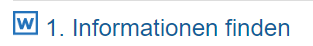 W 1. Informationen finden